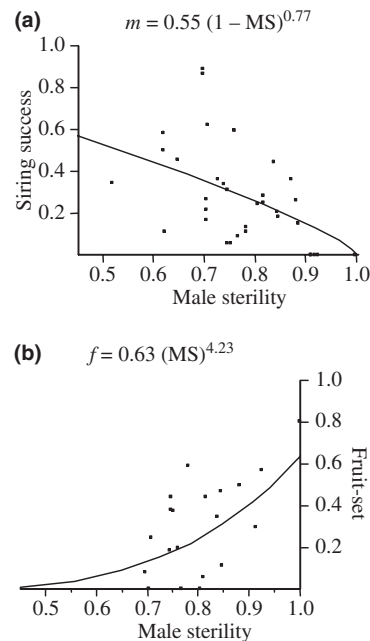 (a) m = 0.55 (1 – MS)^0.77
1.0
0.8
0.6
0.4
0.2
Siring success
0.5 0.6 0.7 0.8 0.9 1.0
Male sterility
(b) f = 0.63 (MS)^4.23
1.0
0.8
0.6
0.4
0.2
Fruit-set
0.5 0.6 0.7 0.8 0.9 1.0
Male sterility